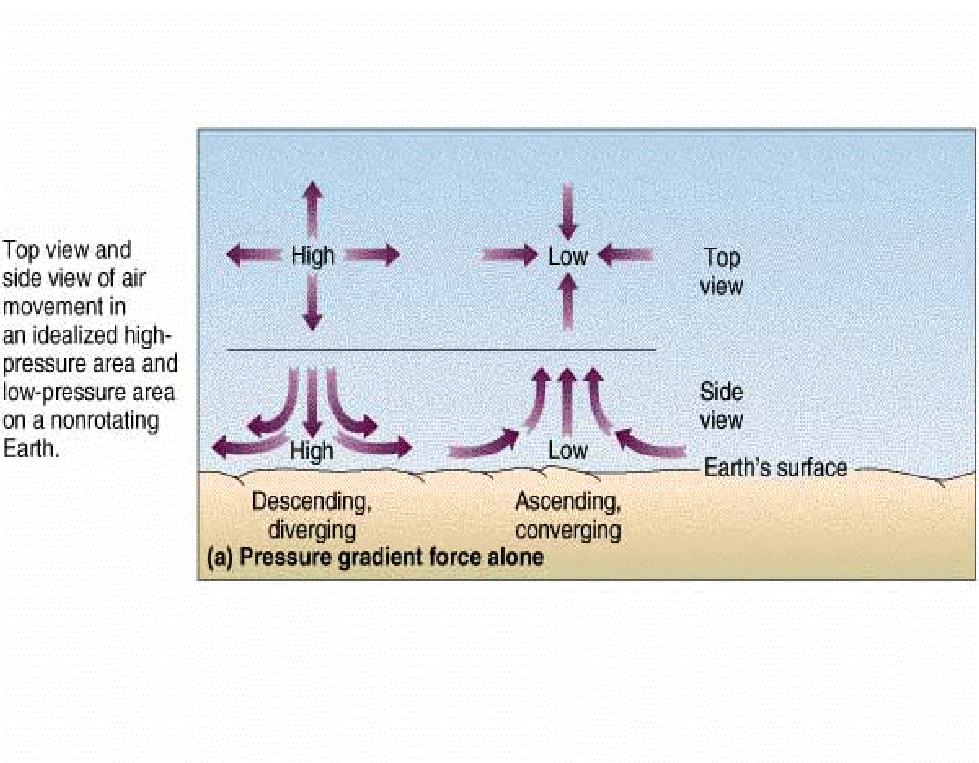 Top view and
side view of air
movement in
an idealized high-
pressure area and
low-pressure area
on a nonrotating
Earth.
High
Low
Top
view
Side
view
High
Low
Earth's surface
Descending,
diverging
Ascending,
converging
(a) Pressure gradient force alone